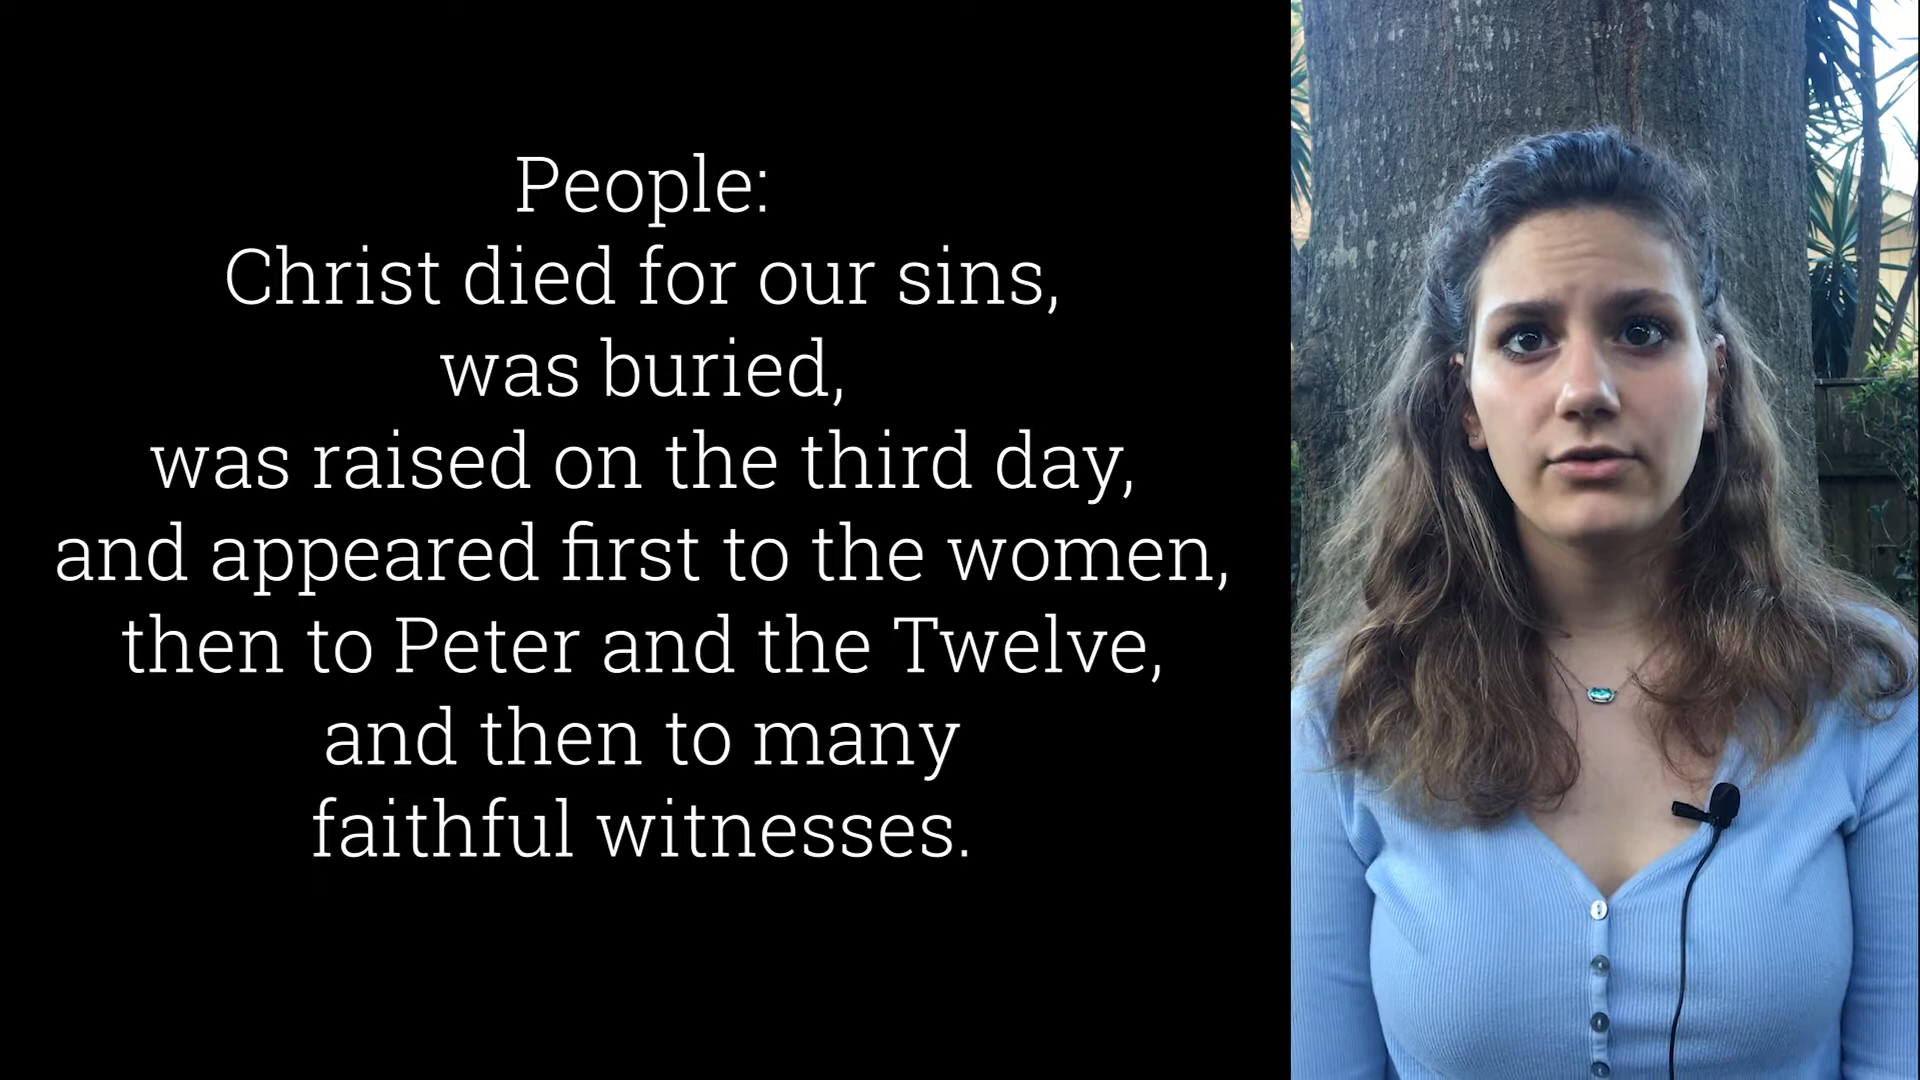 People:
Christ died for our sins,
was buried,
was raised on the third day,
and appeared first to the women,
then to Peter and the Twelve,
and then to many
faithful witnesses.